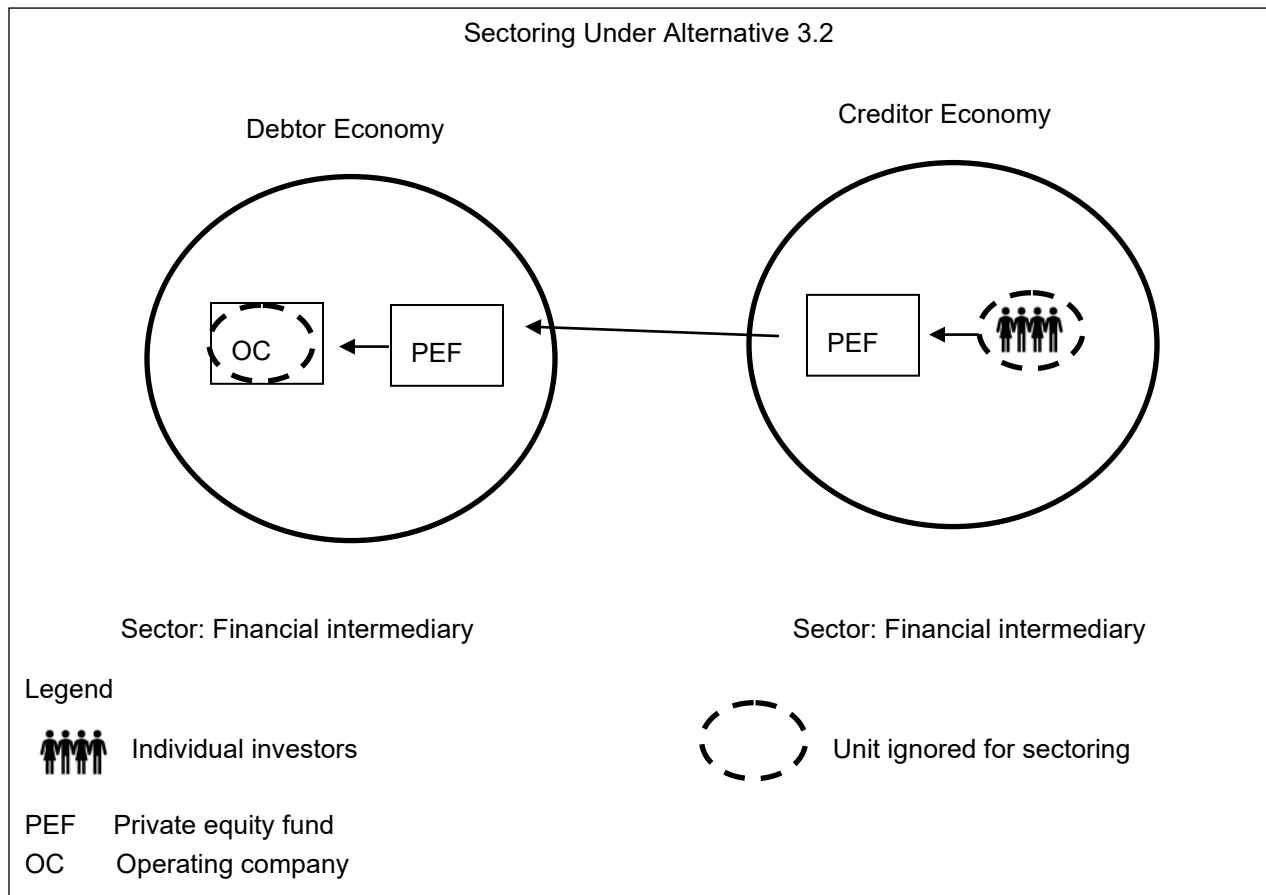 Sectoring Under Alternative 3.2
Debtor Economy
Creditor Economy
OC
PEF
PEF
Sector: Financial intermediary
Sector: Financial intermediary
Legend
Individual investors
Unit ignored for sectoring
PEF Private equity fund
OC Operating company